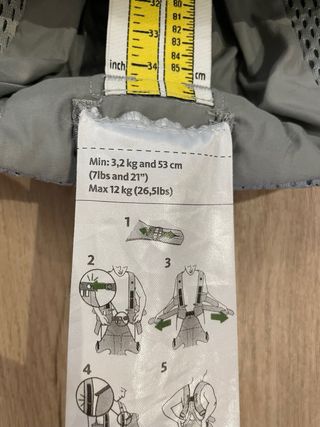 32
80
81
82
33
83
84
34
85
inch
cm
Min: 3,2 kg and 53 cm
(7lbs and 21")
Max 12 kg (26,5lbs)
1
2
3
4
5